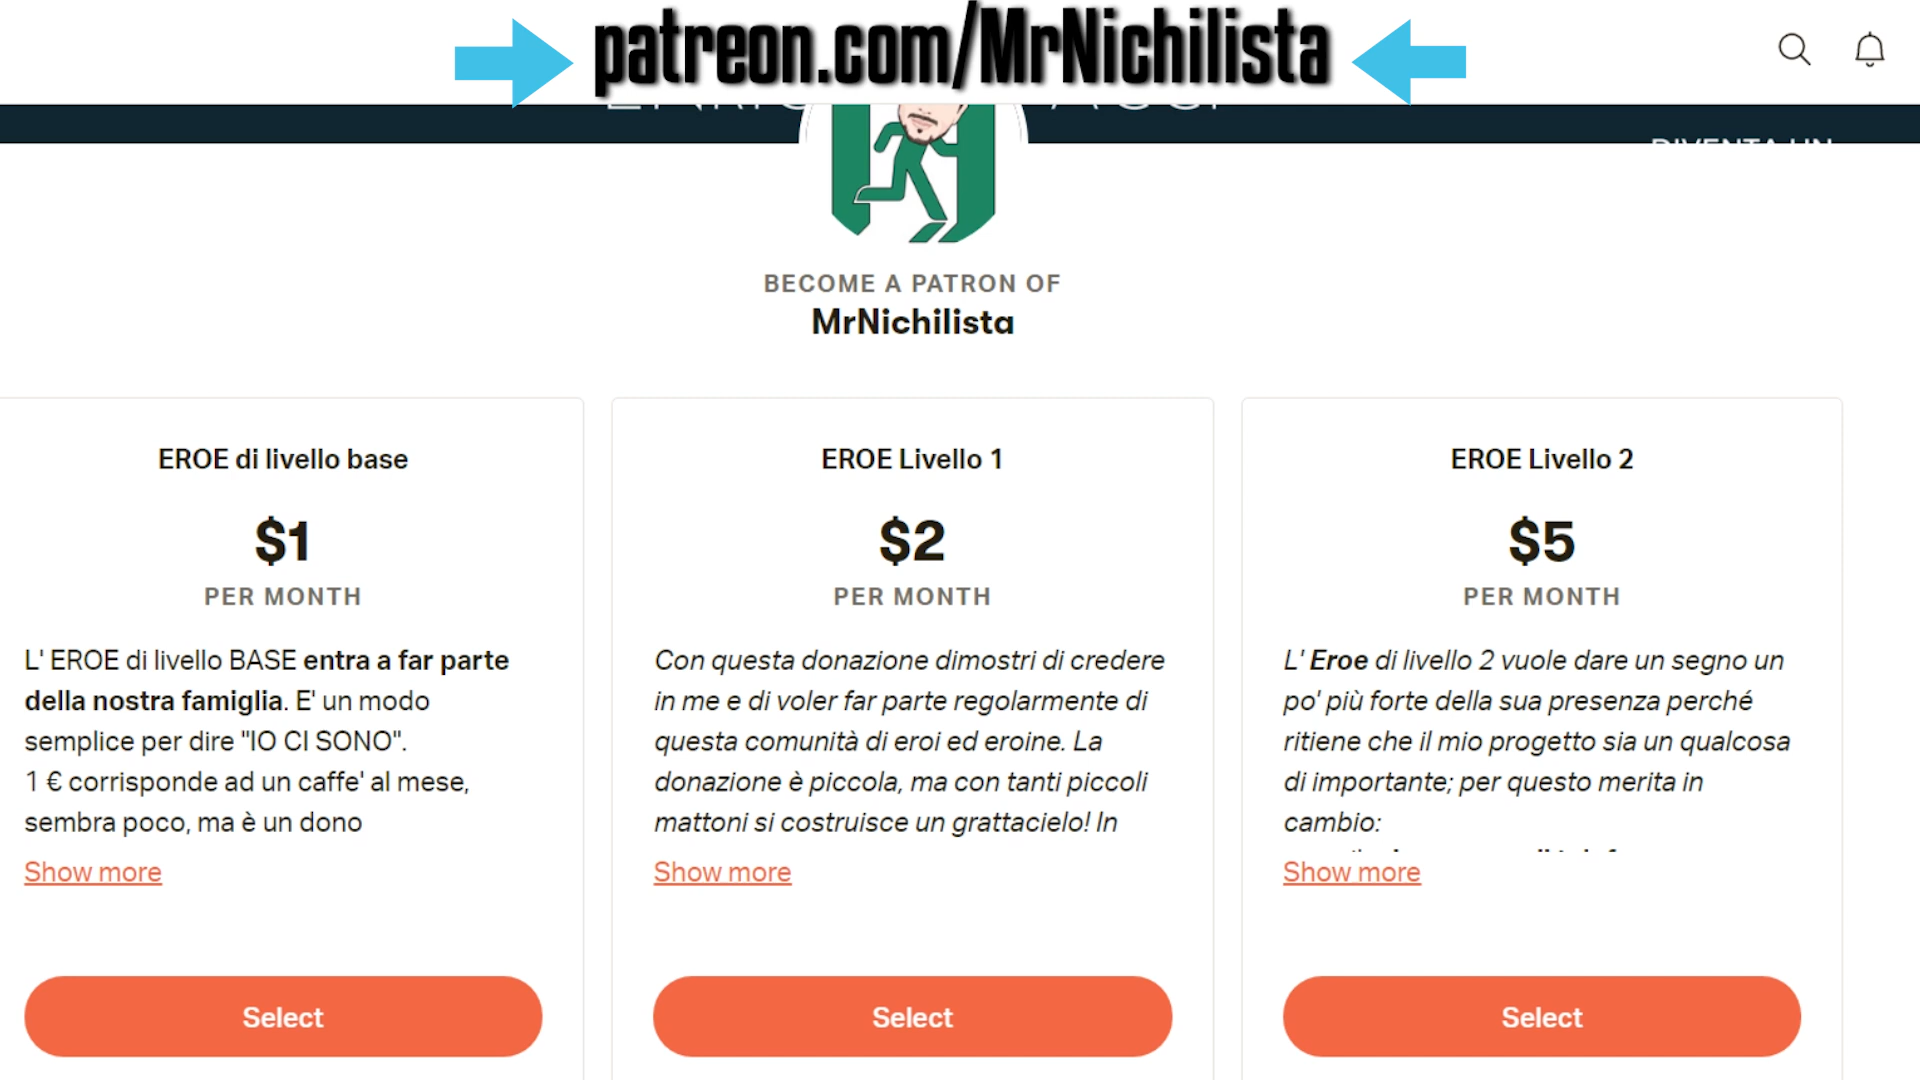 patreon.com/MrNichilista
DIVENTA UN
BECOME A PATRON OF
MrNichilista
EROE di livello base
$1
PER MONTH
L' EROE di livello BASE entra a far parte
della nostra famiglia. E' un modo
semplice per dire "IO CI SONO".
1 € corrisponde ad un caffe' al mese,
sembra poco, ma è un dono
Show more
Select
EROE Livello 1
$2
PER MONTH
Con questa donazione dimostri di credere
in me e di voler far parte regolarmente di
questa comunità di eroi ed eroine. La
donazione è piccola, ma con tanti piccoli
mattoni si costruisce un grattacielo! In
Show more
Select
EROE Livello 2
$5
PER MONTH
L' Eroe di livello 2 vuole dare un segno un
po' più forte della sua presenza perché
ritiene che il mio progetto sia un qualcosa
di importante; per questo merita in
cambio:
Show more
Select